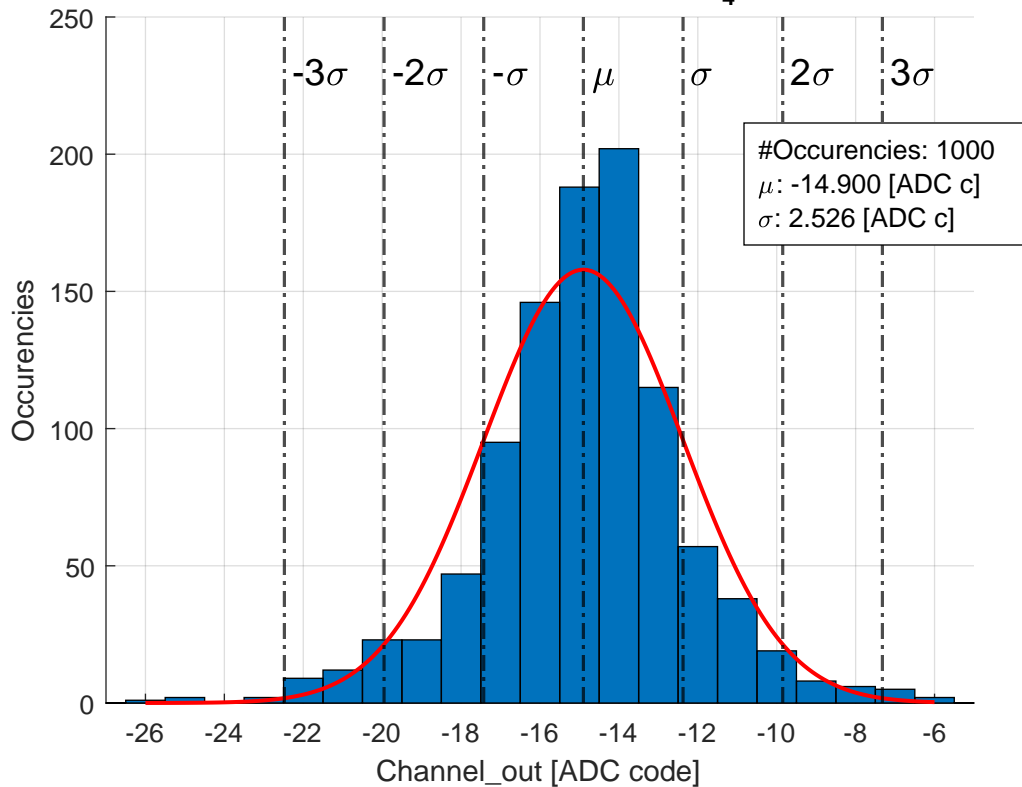 4
250
200
150
100
50
0
-3σ
-2σ
-σ
μ
σ
2σ
3σ
#Occurencies: 1000
μ: -14.900 [ADC c]
σ: 2.526 [ADC c]
Occurencies
-26
-24
-22
-20
-18
-16
-14
-12
-10
-8
-6
Channel_out [ADC code]